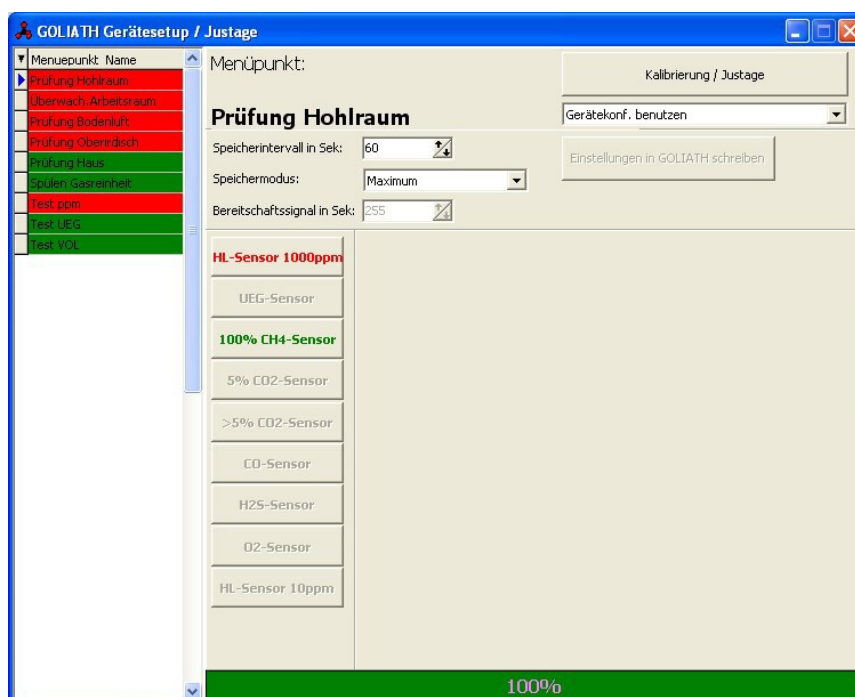 GOLIATH Gerätesetup / Justage
Menuepunkt Name
Prüfung Hohlraum
Überwach.Arbeitsraum
Prüfung Bodenluft
Prüfung Oberirdisch
Prüfung Haus
Spülen Gasreinheit
Test ppm
Test UEG
Test VOL
Menüpunkt:
Prüfung Hohlraum
Kalibrierung / Justage
Gerätekonf. benutzen
Einstellungen in GOLIATH schreiben
Speicherintervall in Sek: 60
Speichermodus: Maximum
Bereitschaftssignal in Sek: 255
HL-Sensor 1000ppm
UEG-Sensor
100% CH4-Sensor
5% CO2-Sensor
>5% CO2-Sensor
CO-Sensor
H2S-Sensor
O2-Sensor
HL-Sensor 10ppm
100%